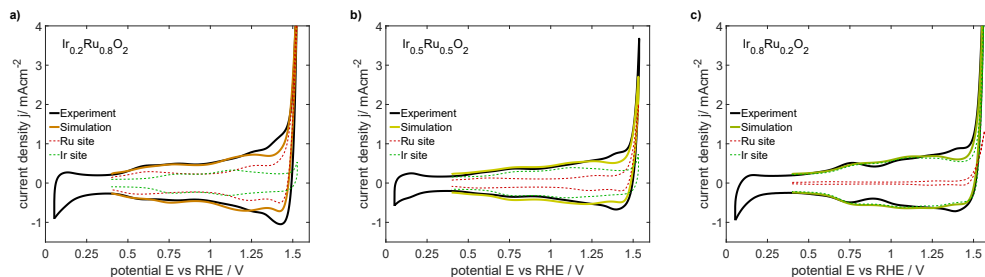 a)
Ir0.2Ru0.8O2
Experiment
Simulation
Ru site
Ir site
current density j/ mAcm-2
4
3
2
1
0
-1
0 0.25 0.5 0.75 1 1.25 1.5
potential E vs RHE / V
b)
Ir0.5Ru0.5O2
Experiment
Simulation
Ru site
Ir site
current density j/ mAcm-2
4
3
2
1
0
-1
0 0.25 0.5 0.75 1 1.25 1.5
potential E vs RHE / V
c)
Ir0.8Ru0.2O2
Experiment
Simulation
Ru site
Ir site
current density j/ mAcm-2
4
3
2
1
0
-1
0 0.25 0.5 0.75 1 1.25 1.5
potential E vs RHE / V